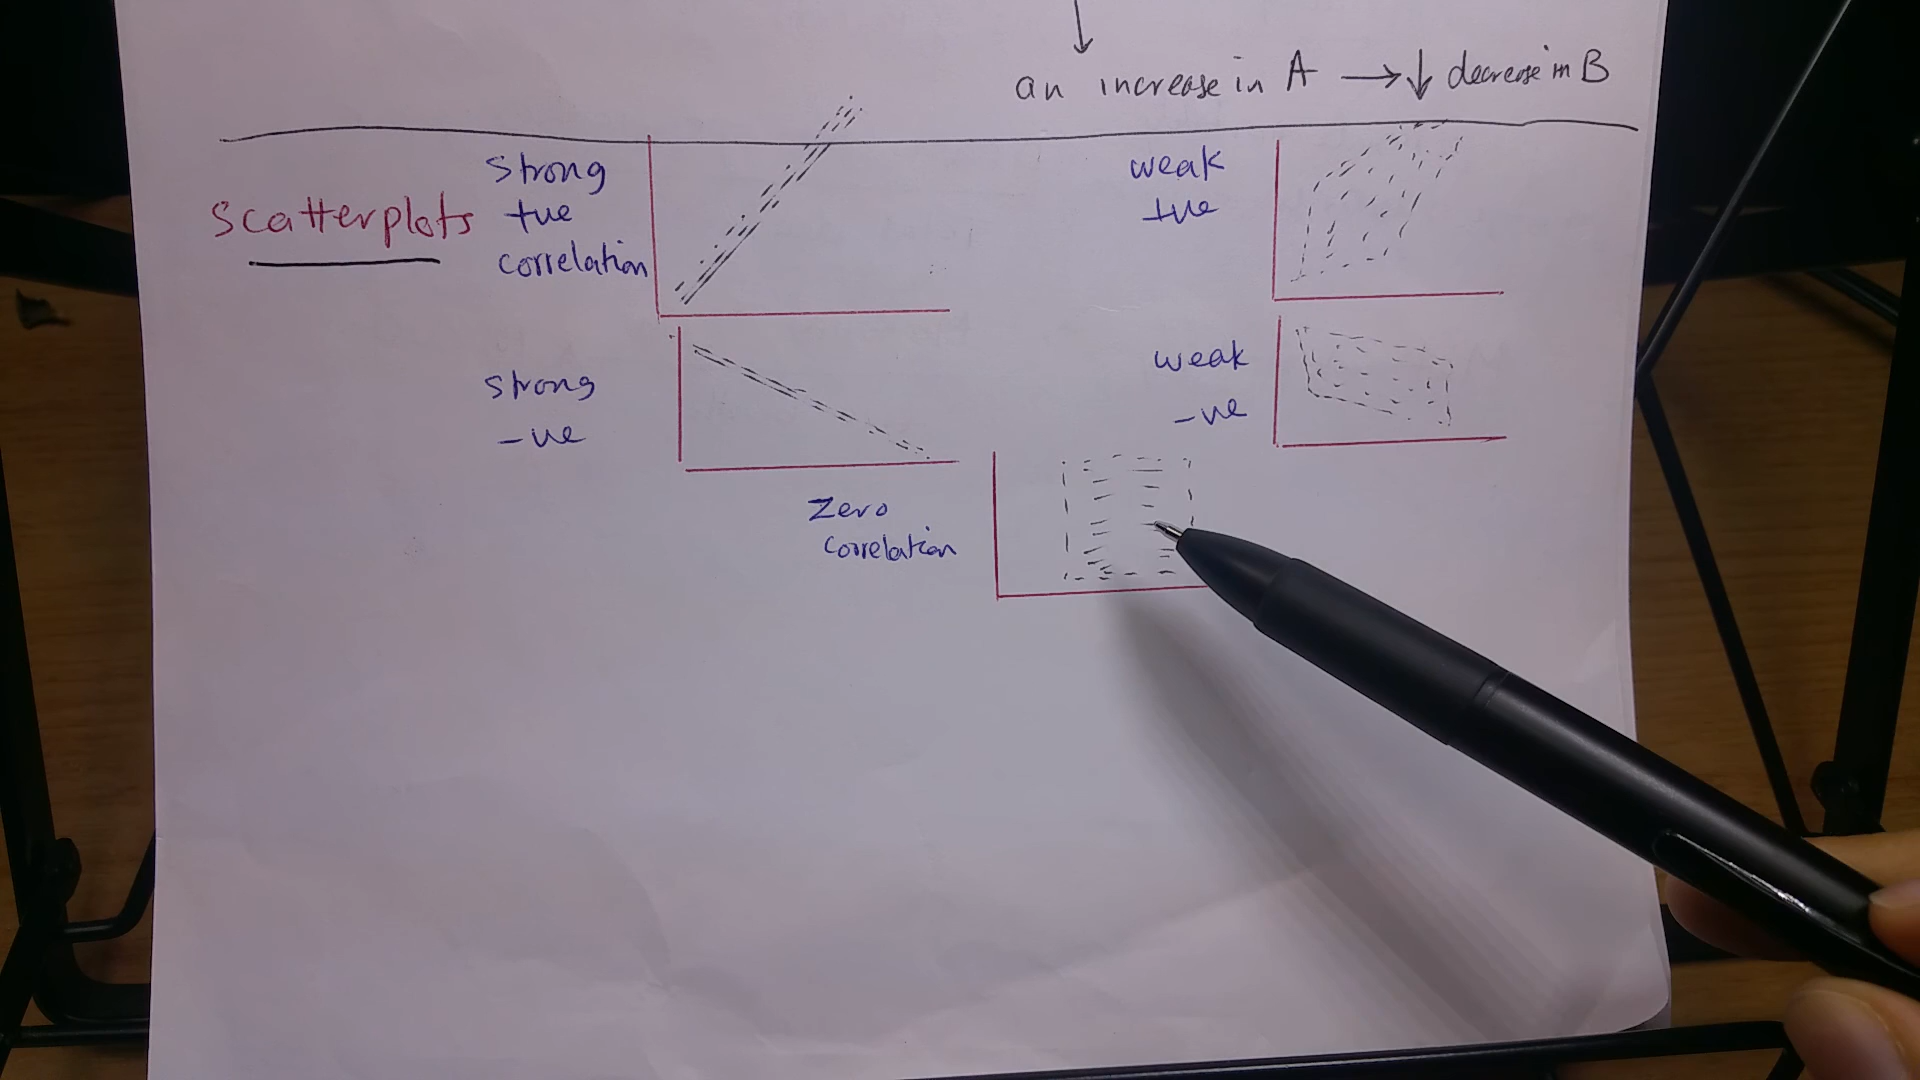 an increase in A → ↓ decrease in B
Scatterplots
strong
+ve
correlation
weak
+ve
strong
-ve
weak
-ve
Zero
correlation